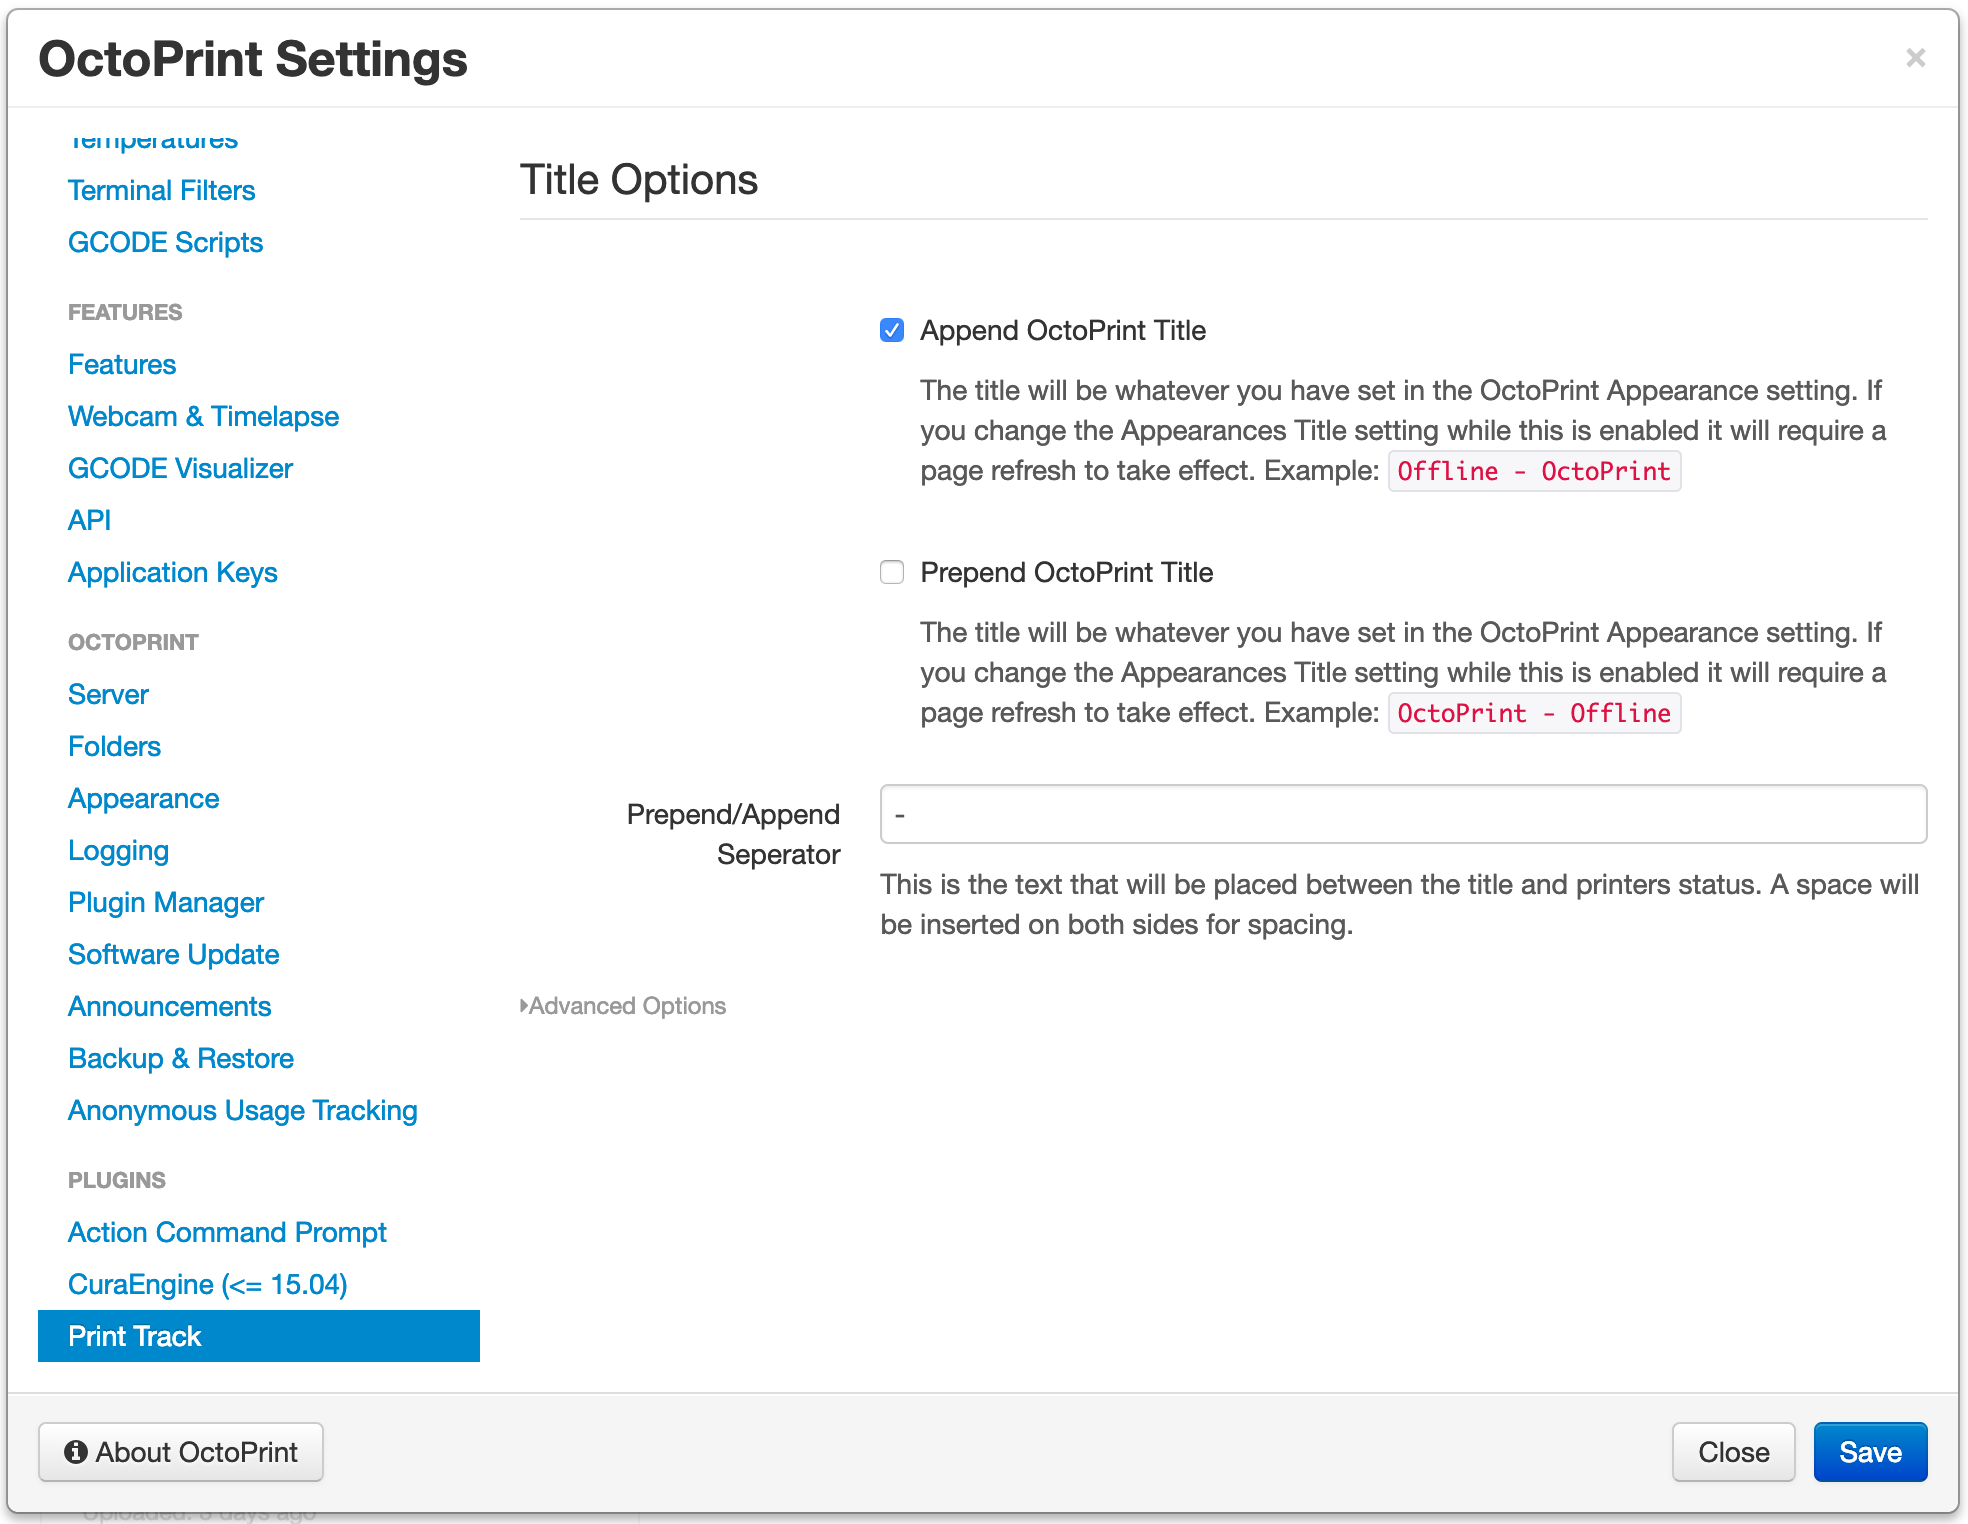 OctoPrint Settings
×
Temperatures
Terminal Filters
GCODE Scripts
FEATURES
Features
Webcam & Timelapse
GCODE Visualizer
API
Application Keys
OCTOPRINT
Server
Folders
Appearance
Logging
Plugin Manager
Software Update
Announcements
Backup & Restore
Anonymous Usage Tracking
PLUGINS
Action Command Prompt
CuraEngine (<= 15.04)
Print Track
Title Options
Append OctoPrint Title
The title will be whatever you have set in the OctoPrint Appearance setting. If
you change the Appearances Title setting while this is enabled it will require a
page refresh to take effect. Example: Offline - OctoPrint
Prepend OctoPrint Title
The title will be whatever you have set in the OctoPrint Appearance setting. If
you change the Appearances Title setting while this is enabled it will require a
page refresh to take effect. Example: OctoPrint - Offline
Prepend/Append
Seperator
-
This is the text that will be placed between the title and printers status. A space will
be inserted on both sides for spacing.
Advanced Options
About OctoPrint
Close
Save
Uploaded: 3 days ago